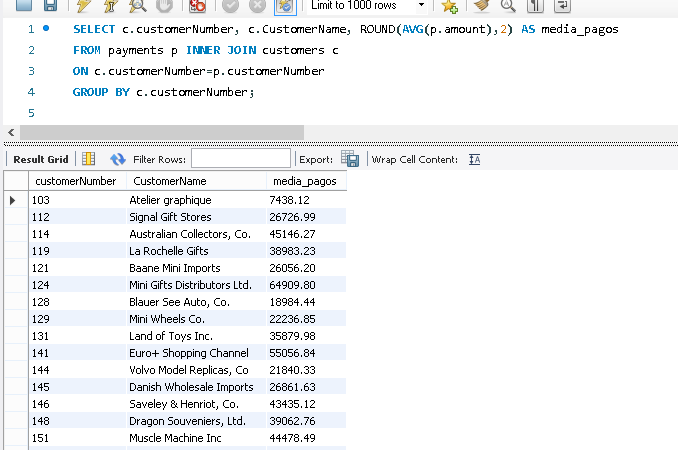 Limit to 1000 rows
1 SELECT c.customerNumber, c.CustomerName, ROUND(AVG(p.amount),2) AS media_pagos
2 FROM payments p INNER JOIN customers c
3 ON c.customerNumber=p.customerNumber
4 GROUP BY c.customerNumber;
5
Result Grid Filter Rows: Export: Wrap Cell Content: IA
customerNumber CustomerName media_pagos
103 Atelier graphique 7438.12
112 Signal Gift Stores 26726.99
114 Australian Collectors, Co. 45146.27
119 La Rochelle Gifts 38983.23
121 Baane Mini Imports 26056.20
124 Mini Gifts Distributors Ltd. 64909.80
128 Blauer See Auto, Co. 18984.44
129 Mini Wheels Co. 22236.85
131 Land of Toys Inc. 35879.98
141 Euro+ Shopping Channel 55056.84
144 Volvo Model Replicas, Co 21840.33
145 Danish Wholesale Imports 26861.63
146 Saveley & Henriot, Co. 43435.12
148 Dragon Souveniers, Ltd. 39062.76
151 Muscle Machine Inc 44478.49